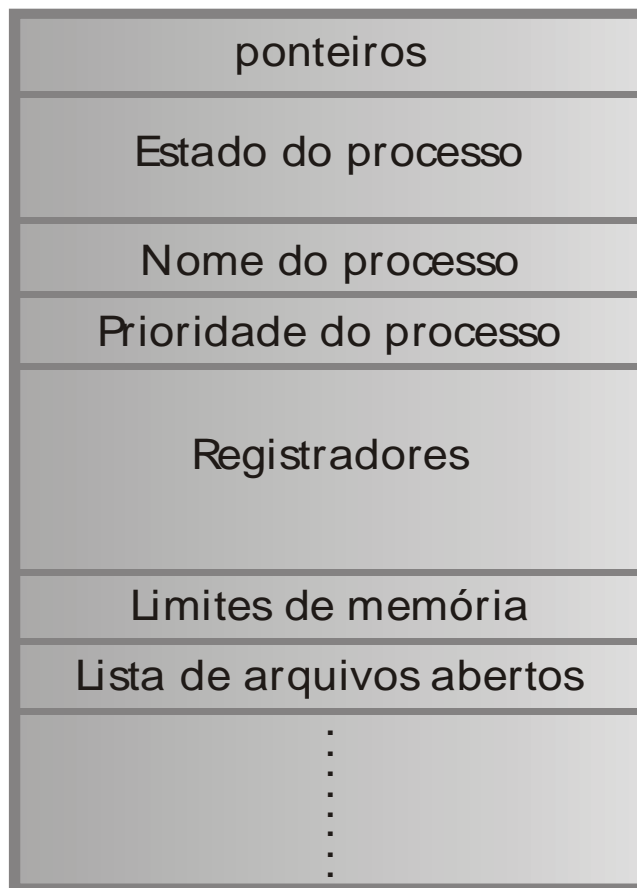 ponteiros
Estado do processo
Nome do processo
Prioridade do processo
Registradores
Limites de memória
Lista de arquivos abertos